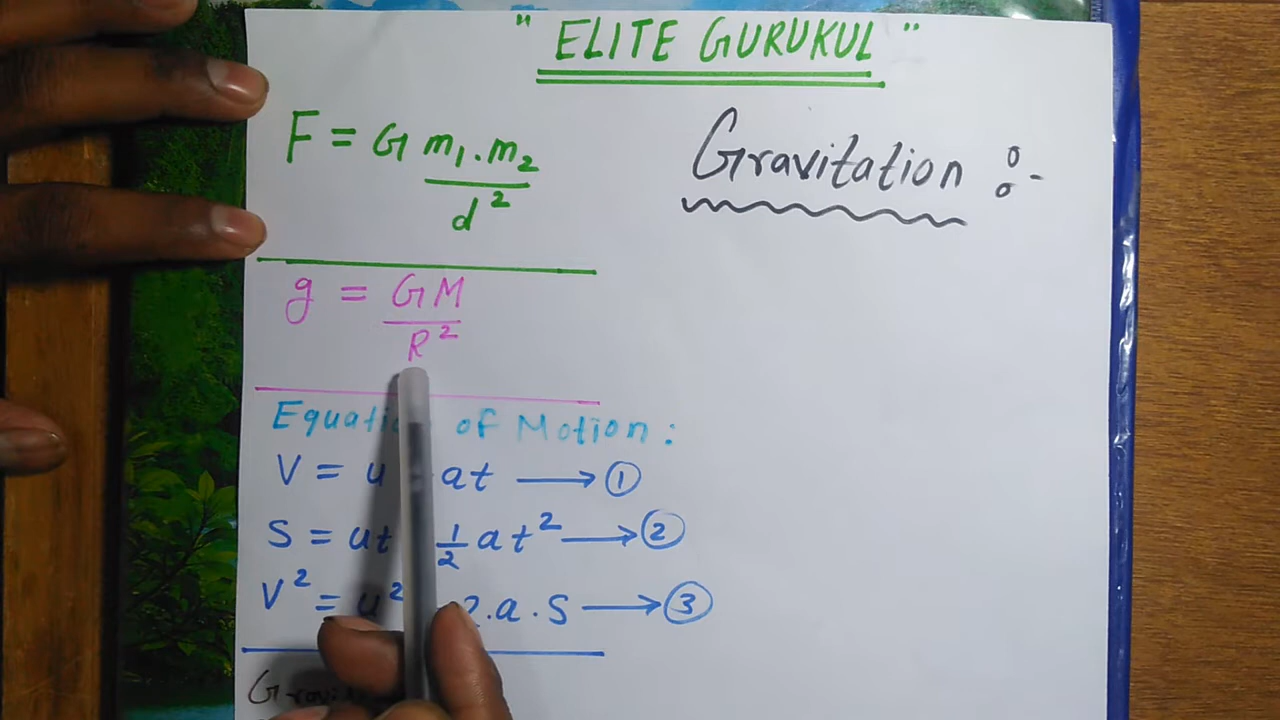 " ELITE GURUKUL "
Gravitation :-
F = G m₁.m₂ / d²
g = GM / R²
of Motion :
V = u at → ①
S = ut ½ at² → ②
V² = u² 2.a.S → ③